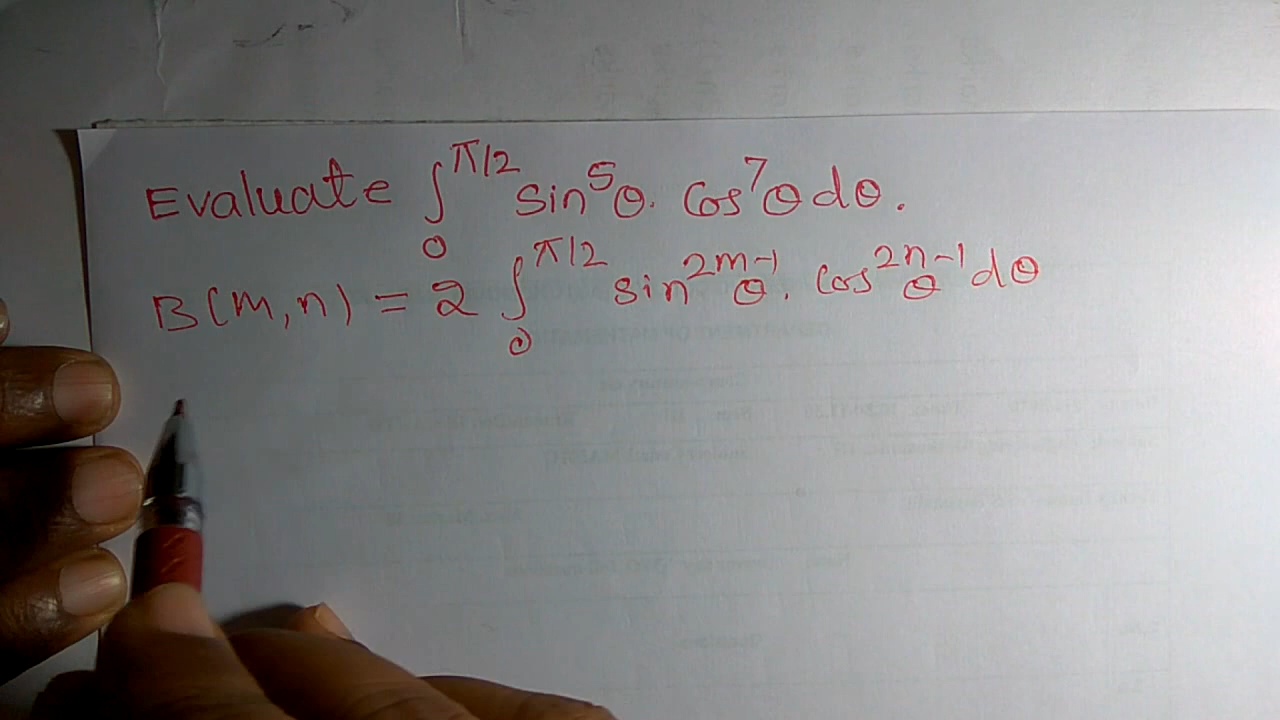 Evaluate ∫₀^π/2 sin⁵θ. cos⁷θ dθ.
B(m,n) = 2 ∫₀^π/2 sin^2m-1 θ. cos^2n-1 θ dθ